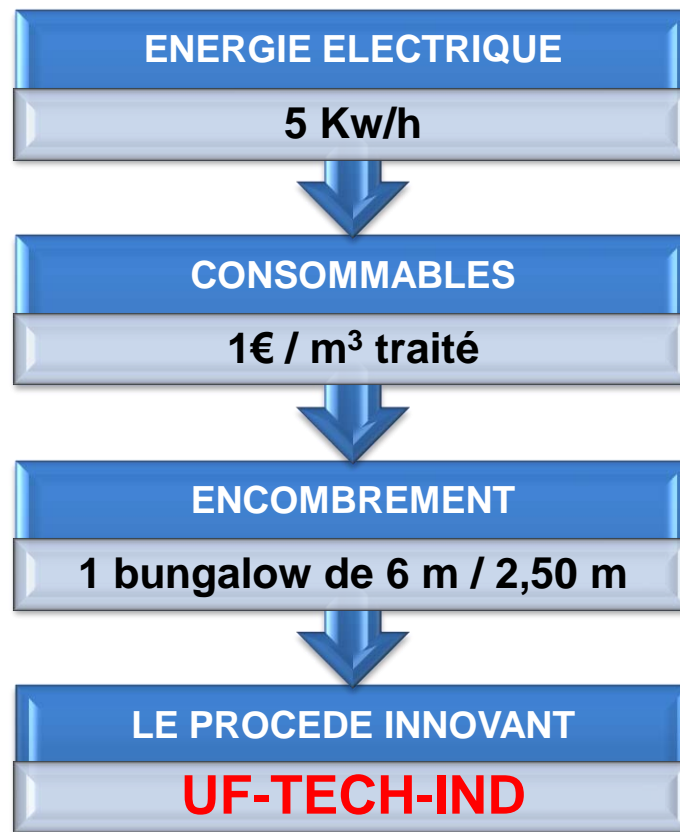 ENERGIE ELECTRIQUE
5 Kw/h
CONSOMMABLES
1€ / m³ traité
ENCOMBREMENT
1 bungalow de 6 m / 2,50 m
LE PROCEDE INNOVANT
UF-TECH-IND